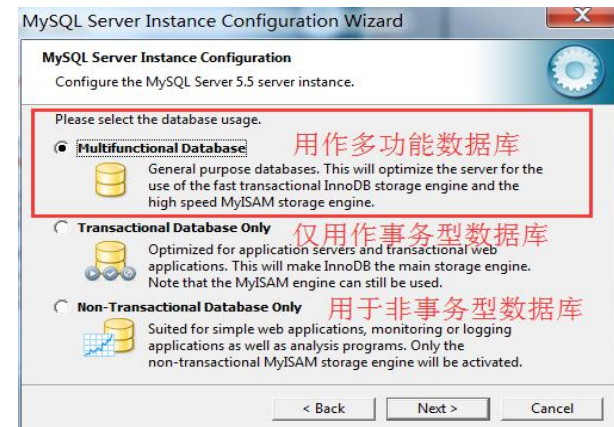 MySQL Server Instance Configuration Wizard
MySQL Server Instance Configuration
Configure the MySQL Server 5.5 server instance.
Please select the database usage.
Multifunctional Database 用作多功能数据库
General purpose databases. This will optimize the server for the
use of the fast transactional InnoDB storage engine and the
high speed MyISAM storage engine.
Transactional Database Only 仅用作事务型数据库
Optimized for application servers and transactional web
applications. This will make InnoDB the main storage engine.
Note that the MyISAM engine can still be used.
Non-Transactional Database Only 用于非事务型数据库
Suited for simple web applications, monitoring or logging
applications as well as analysis programs. Only the
non-transactional MyISAM storage engine will be activated.
< Back Next > Cancel